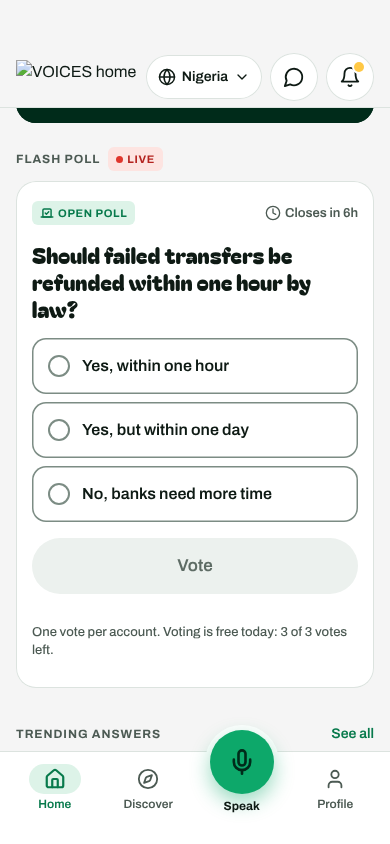 VOICES home
Nigeria
FLASH POLL
LIVE
OPEN POLL
Closes in 6h
Should failed transfers be
refunded within one hour by
law?
Yes, within one hour
Yes, but within one day
No, banks need more time
Vote
One vote per account. Voting is free today: 3 of 3 votes
left.
TRENDING ANSWERS
See all
Home
Discover
Speak
Profile